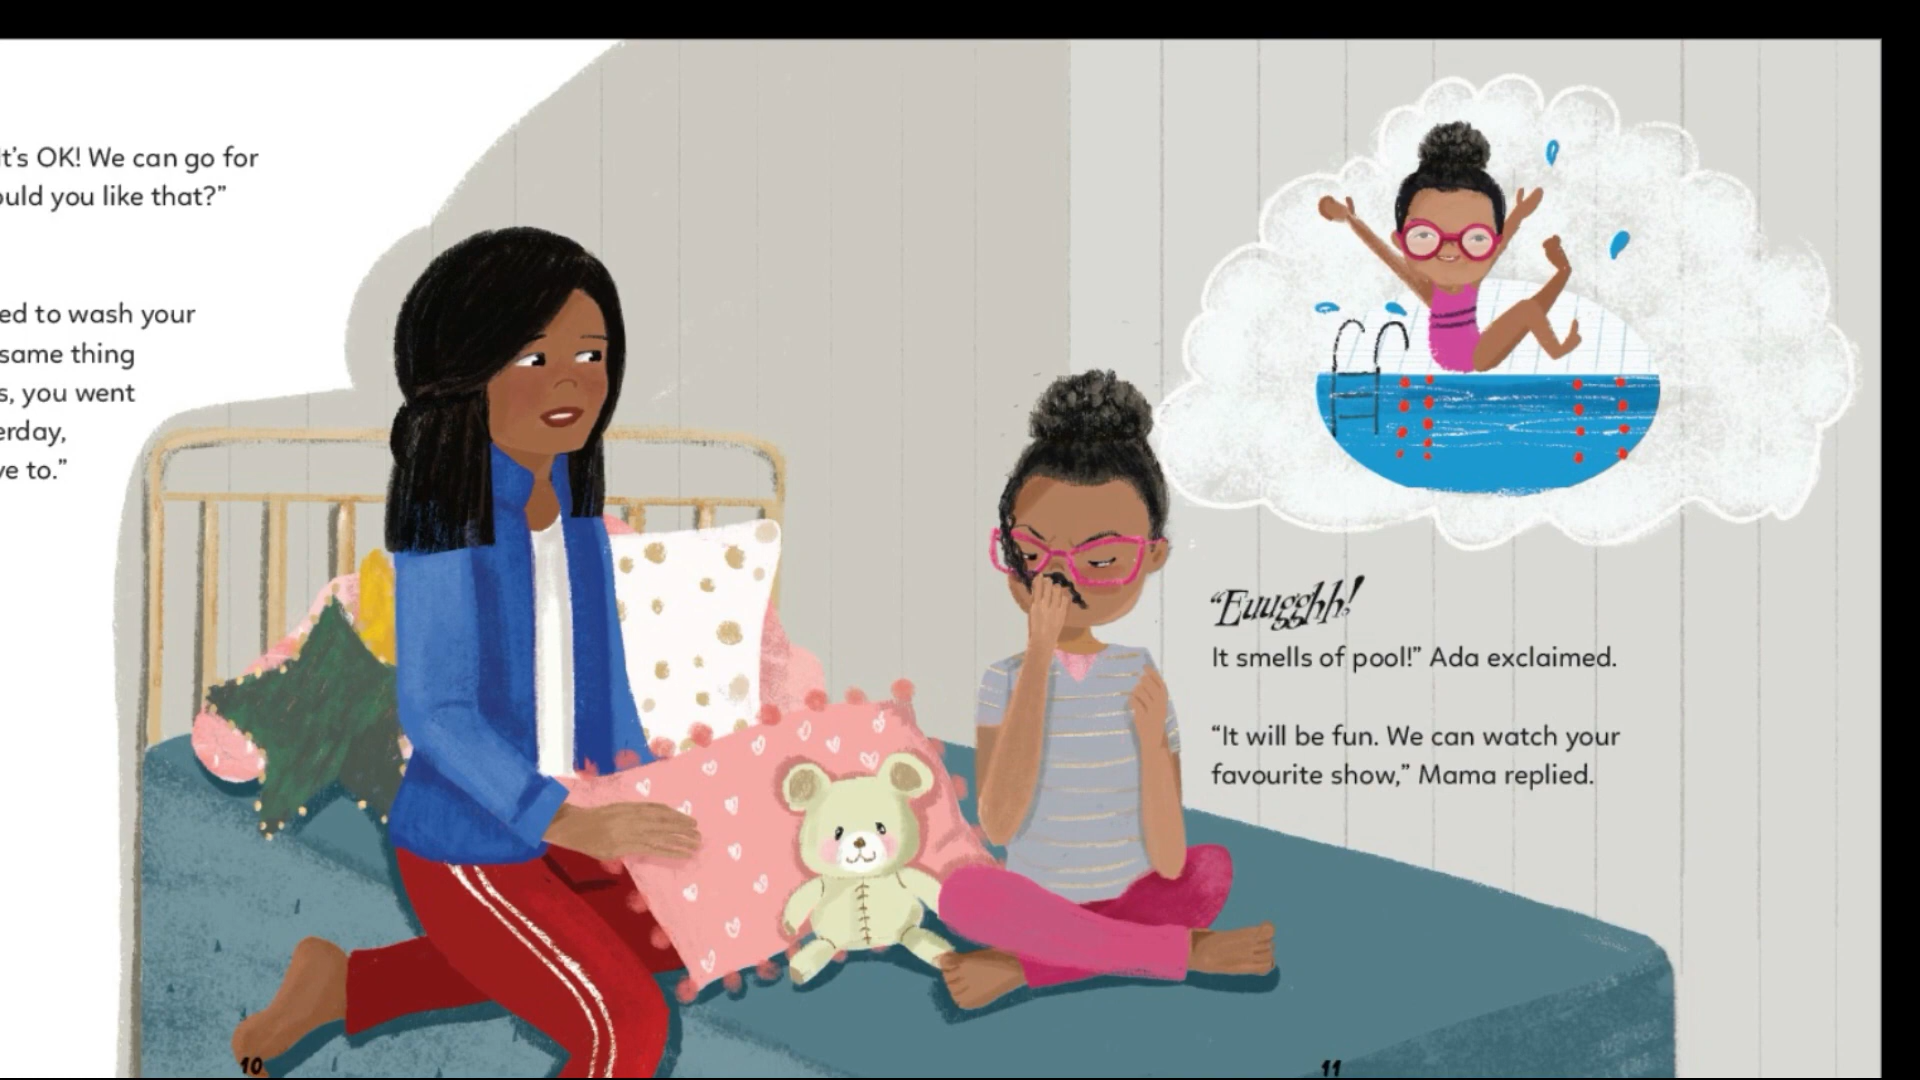 It's OK! We can go for
ould you like that?”
ed to wash your
same thing
s, you went
erday,
ve to.”
“Euugghh!
It smells of pool!” Ada exclaimed.
“It will be fun. We can watch your
favourite show,” Mama replied.
10
11